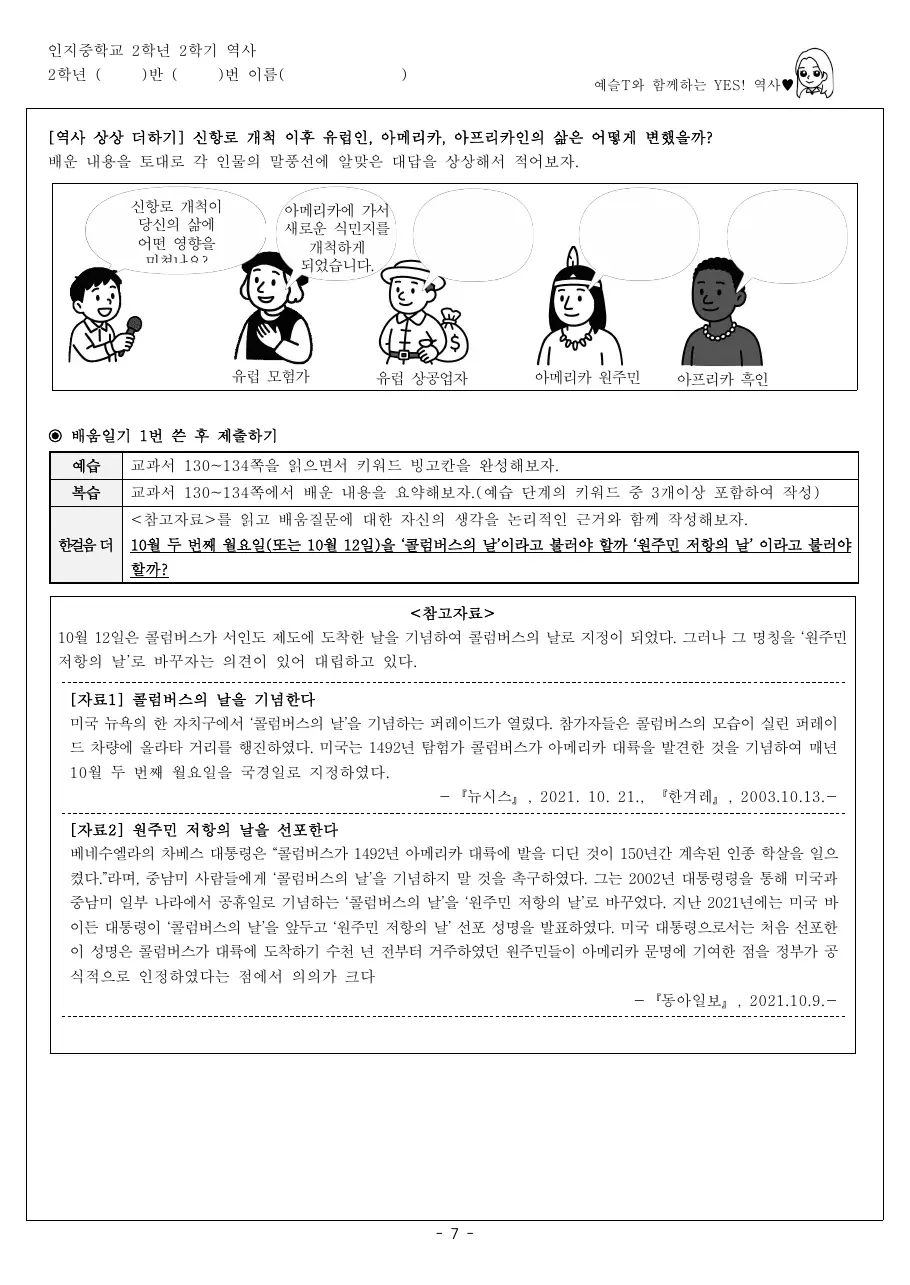 인지중학교 2학년 2학기 역사
2학년 (      )반 (      )번 이름(                  )
예슬T와 함께하는 YES! 역사♥
[역사 상상 더하기] 신항로 개척 이후 유럽인, 아메리카, 아프리카인의 삶은 어떻게 변했을까?
배운 내용을 토대로 각 인물의 말풍선에 알맞은 대답을 상상해서 적어보자.
신항로 개척이
당신의 삶에
어떤 영향을
미쳤나요?
아메리카에 가서
새로운 식민지를
개척하게
되었습니다.
$
유럽 모험가
유럽 상공업자
아메리카 원주민
아프리카 흑인
◉ 배움일기 1번 쓴 후 제출하기
예습
교과서 130~134쪽을 읽으면서 키워드 빙고칸을 완성해보자.
복습
교과서 130~134쪽에서 배운 내용을 요약해보자.(예습 단계의 키워드 중 3개이상 포함하여 작성)
한걸음 더
<참고자료>를 읽고 배움질문에 대한 자신의 생각을 논리적인 근거와 함께 작성해보자.
10월 두 번째 월요일(또는 10월 12일)을 ‘콜럼버스의 날’이라고 불러야 할까 ‘원주민 저항의 날’ 이라고 불러야
할까?
<참고자료>
10월 12일은 콜럼버스가 서인도 제도에 도착한 날을 기념하여 콜럼버스의 날로 지정이 되었다. 그러나 그 명칭을 ‘원주민
저항의 날’로 바꾸자는 의견이 있어 대립하고 있다.
[자료1] 콜럼버스의 날을 기념한다
미국 뉴욕의 한 자치구에서 ‘콜럼버스의 날’을 기념하는 퍼레이드가 열렸다. 참가자들은 콜럼버스의 모습이 실린 퍼레이
드 차량에 올라타 거리를 행진하였다. 미국는 1492년 탐험가 콜럼버스가 아메리카 대륙을 발견한 것을 기념하여 매년
10월 두 번째 월요일을 국경일로 지정하였다.
-『뉴시스』, 2021. 10. 21., 『한겨레』, 2003.10.13.-
[자료2] 원주민 저항의 날을 선포한다
베네수엘라의 차베스 대통령은 “콜럼버스가 1492년 아메리카 대륙에 발을 디딘 것이 150년간 계속된 인종 학살을 일으
켰다.”라며, 중남미 사람들에게 ‘콜럼버스의 날’을 기념하지 말 것을 촉구하였다. 그는 2002년 대통령령을 통해 미국과
중남미 일부 나라에서 공휴일로 기념하는 ‘콜럼버스의 날’을 ‘원주민 저항의 날’로 바꾸었다. 지난 2021년에는 미국 바
이든 대통령이 ‘콜럼버스의 날’을 앞두고 ‘원주민 저항의 날’ 선포 성명을 발표하였다. 미국 대통령으로서는 처음 선포한
이 성명은 콜럼버스가 대륙에 도착하기 수천 년 전부터 거주하였던 원주민들이 아메리카 문명에 기여한 점을 정부가 공
식적으로 인정하였다는 점에서 의의가 크다
-『동아일보』, 2021.10.9.-
- 7 -